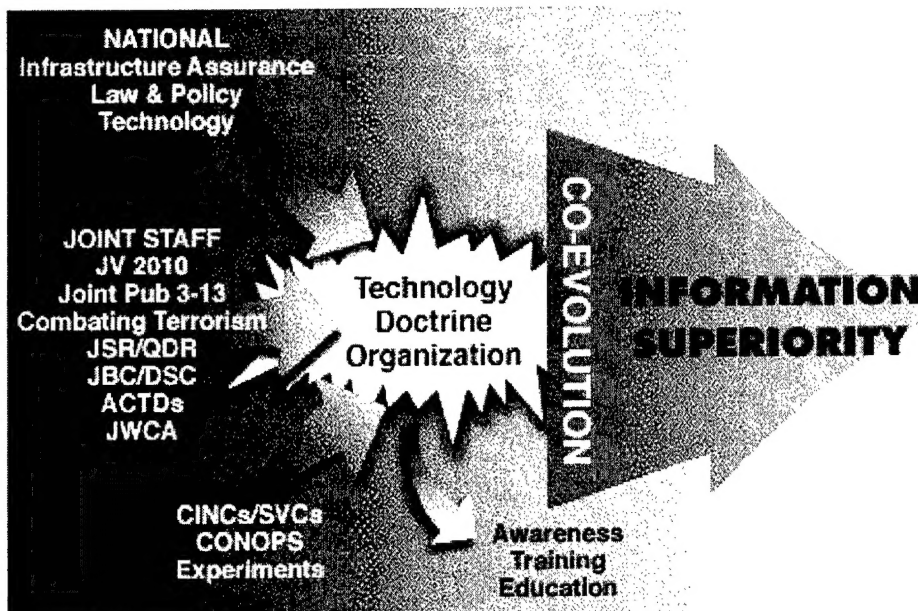 NATIONAL
Infrastructure Assurance
Law & Policy
Technology
JOINT STAFF
JV 2010
Joint Pub 3-13
Combating Terrorism
JSR/QDR
JBC/DSC
ACTDs
JWCA
CINCs/SVCs
CONOPS
Experiments
Technology
Doctrine
Organization
Awareness
Training
Education
CO-EVOLUTION
INFORMATION
SUPERIORITY